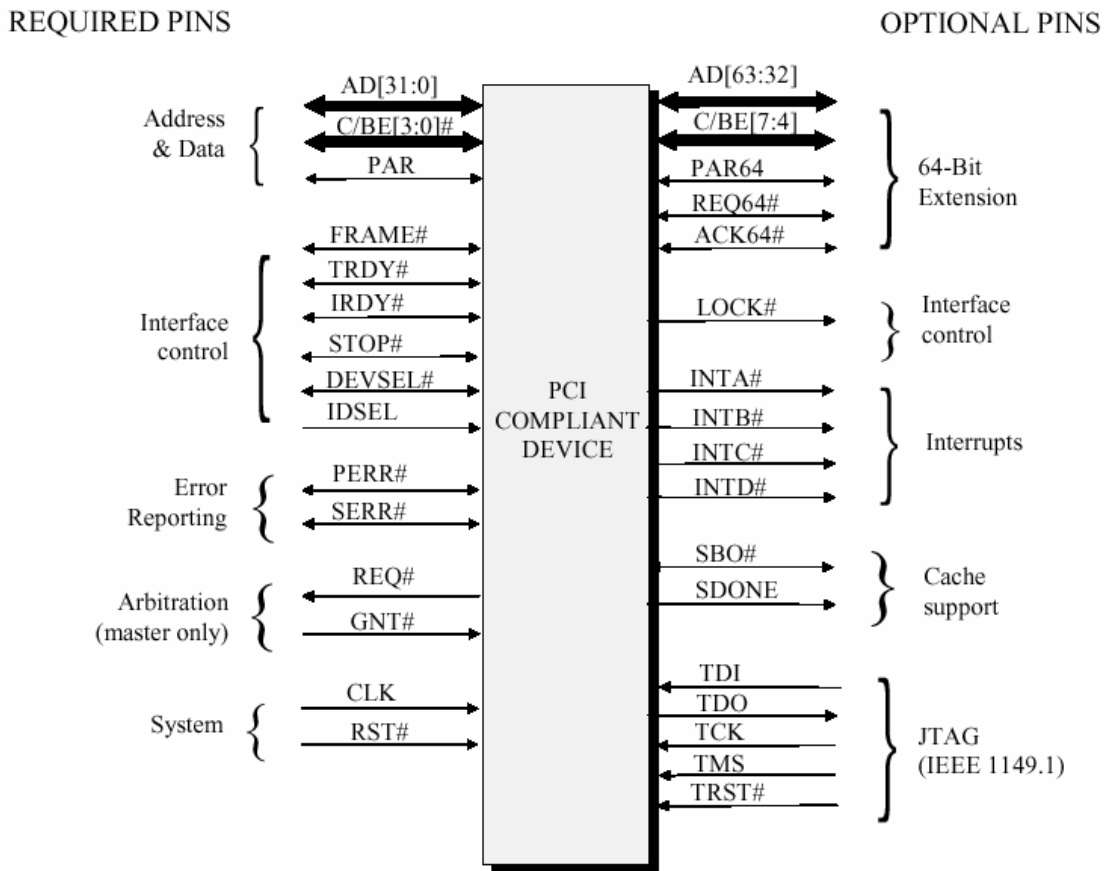 REQUIRED PINS
OPTIONAL PINS
Address
& Data
AD[31:0]
C/BE[3:0]#
PAR
Interface
control
FRAME#
TRDY#
IRDY#
STOP#
DEVSEL#
IDSEL
Error
Reporting
PERR#
SERR#
Arbitration
(master only)
REQ#
GNT#
System
CLK
RST#
PCI
COMPLIANT
DEVICE
AD[63:32]
C/BE[7:4]
PAR64
REQ64#
ACK64#
64-Bit
Extension
LOCK#
Interface
control
INTA#
INTB#
INTC#
INTD#
Interrupts
SBO#
SDONE
Cache
support
TDI
TDO
TCK
TMS
TRST#
JTAG
(IEEE 1149.1)